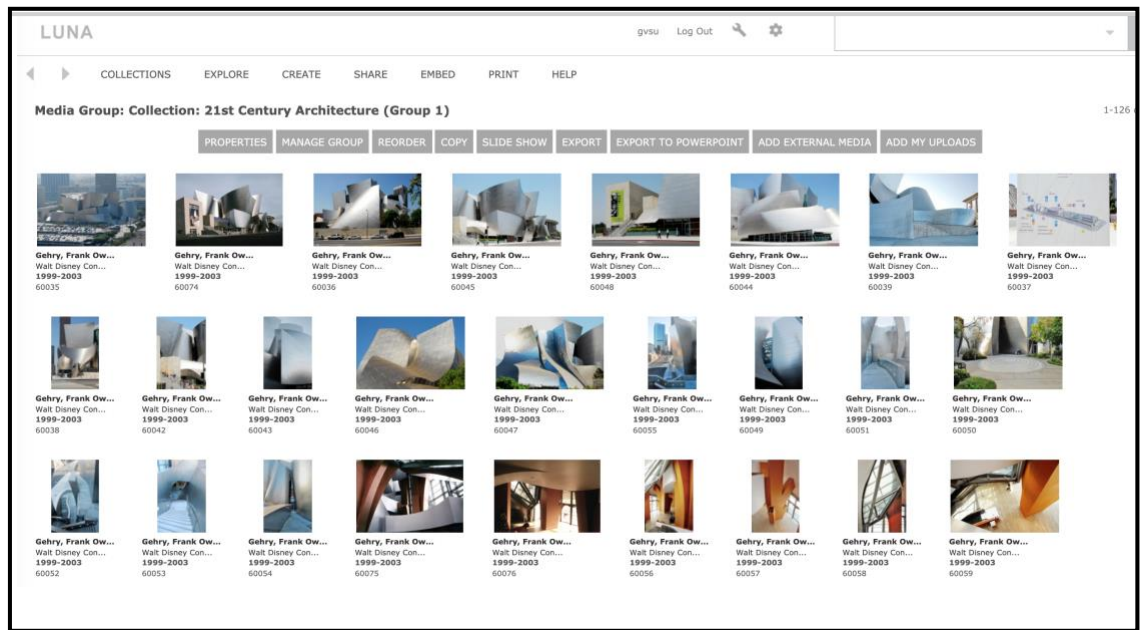 LUNA
gvsu Log Out
COLLECTIONS EXPLORE CREATE SHARE EMBED PRINT HELP
Media Group: Collection: 21st Century Architecture (Group 1)
1-126
PROPERTIES MANAGE GROUP REORDER COPY SLIDE SHOW EXPORT EXPORT TO POWERPOINT ADD EXTERNAL MEDIA ADD MY UPLOADS
Gehry, Frank Ow... Gehry, Frank Ow... Gehry, Frank Ow... Gehry, Frank Ow... Gehry, Frank Ow... Gehry, Frank Ow... Gehry, Frank Ow... Gehry, Frank Ow...
Walt Disney Con... Walt Disney Con... Walt Disney Con... Walt Disney Con... Walt Disney Con... Walt Disney Con... Walt Disney Con... Walt Disney Con...
1999-2003 1999-2003 1999-2003 1999-2003 1999-2003 1999-2003 1999-2003 1999-2003
60035 60074 60036 60045 60048 60044 60039 60037
Gehry, Frank Ow... Gehry, Frank Ow... Gehry, Frank Ow... Gehry, Frank Ow... Gehry, Frank Ow... Gehry, Frank Ow... Gehry, Frank Ow... Gehry, Frank Ow... Gehry, Frank Ow...
Walt Disney Con... Walt Disney Con... Walt Disney Con... Walt Disney Con... Walt Disney Con... Walt Disney Con... Walt Disney Con... Walt Disney Con... Walt Disney Con...
1999-2003 1999-2003 1999-2003 1999-2003 1999-2003 1999-2003 1999-2003 1999-2003 1999-2003
60038 60042 60043 60046 60047 60055 60049 60051 60050
Gehry, Frank Ow... Gehry, Frank Ow... Gehry, Frank Ow... Gehry, Frank Ow... Gehry, Frank Ow... Gehry, Frank Ow... Gehry, Frank Ow... Gehry, Frank Ow... Gehry, Frank Ow...
Walt Disney Con... Walt Disney Con... Walt Disney Con... Walt Disney Con... Walt Disney Con... Walt Disney Con... Walt Disney Con... Walt Disney Con... Walt Disney Con...
1999-2003 1999-2003 1999-2003 1999-2003 1999-2003 1999-2003 1999-2003 1999-2003 1999-2003
60052 60053 60054 60075 60076 60056 60057 60058 60059